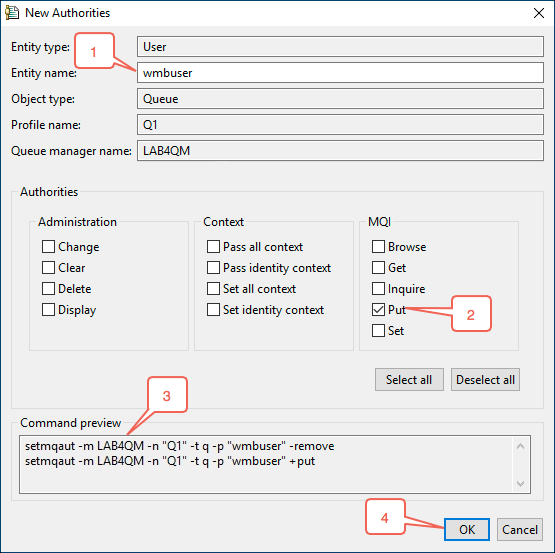 New Authorities
Entity type: User
1
Entity name: wmbuser
Object type: Queue
Profile name: Q1
Queue manager name: LAB4QM
Authorities
Administration
Change
Clear
Delete
Display
Context
Pass all context
Pass identity context
Set all context
Set identity context
MQI
Browse
Get
Inquire
Put
2
Set
Select all
Deselect all
3
Command preview
setmqaut -m LAB4QM -n "Q1" -t q -p "wmbuser" -remove
setmqaut -m LAB4QM -n "Q1" -t q -p "wmbuser" +put
4
OK
Cancel